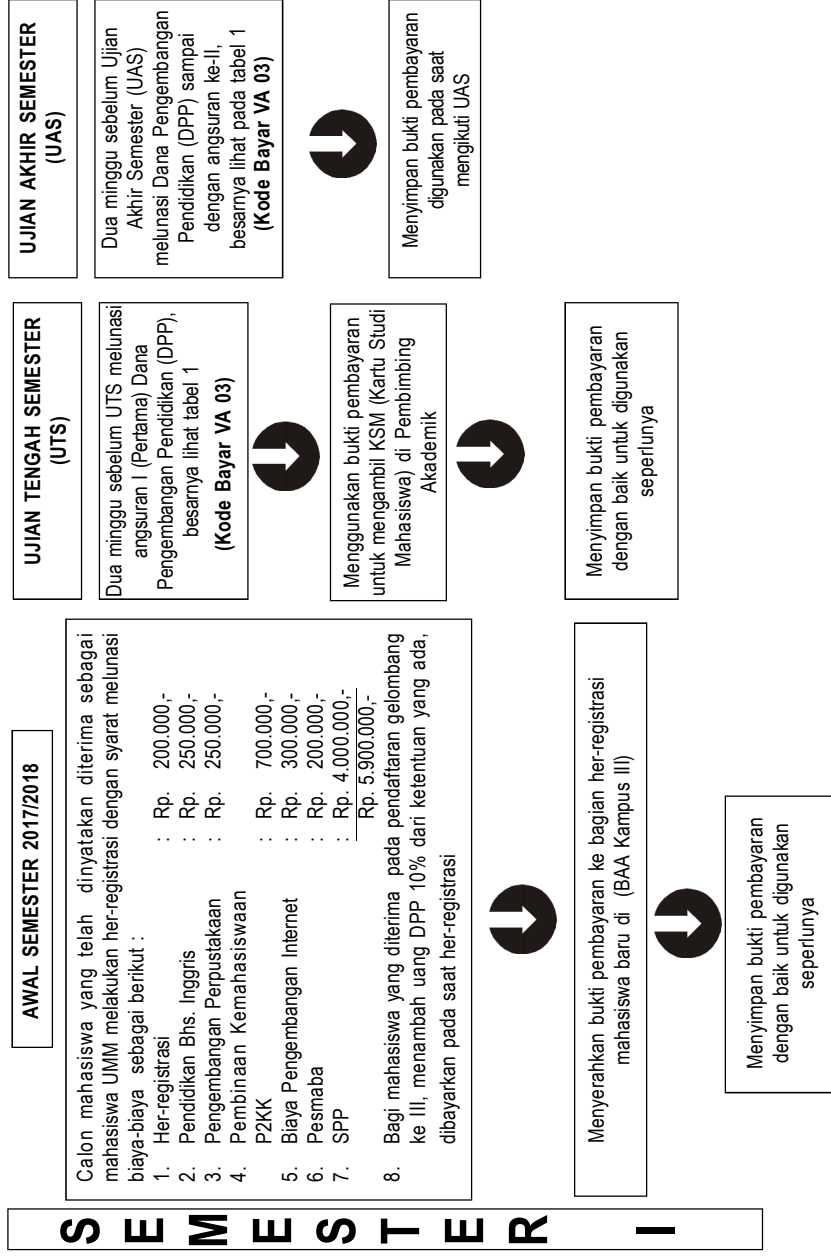 SEMESTER I
AWAL SEMESTER 2017/2018
Calon mahasiswa yang telah dinyatakan diterima sebagai
mahasiswa UMM melakukan her-registrasi dengan syarat melunasi
biaya-biaya sebagai berikut :
1. Her-registrasi : Rp. 200.000,-
2. Pendidikan Bhs. Inggris : Rp. 250.000,-
3. Pengembangan Perpustakaan : Rp. 250.000,-
4. Pembinaan Kemahasiswaan
P2KK : Rp. 700.000,-
5. Biaya Pengembangan Internet : Rp. 300.000,-
6. Pesmaba : Rp. 200.000,-
7. SPP : Rp. 4.000.000,-
Rp. 5.900.000,-
8. Bagi mahasiswa yang diterima pada pendaftaran gelombang
ke III, menambah uang DPP 10% dari ketentuan yang ada,
dibayarkan pada saat her-registrasi
Menyerahkan bukti pembayaran ke bagian her-registrasi
mahasiswa baru di (BAA Kampus III)
Menyimpan bukti pembayaran
dengan baik untuk digunakan
seperlunya
UJIAN TENGAH SEMESTER
(UTS)
Dua minggu sebelum UTS melunasi
angsuran I (Pertama) Dana
Pengembangan Pendidikan (DPP),
besarnya lihat tabel 1
(Kode Bayar VA 03)
Menggunakan bukti pembayaran
untuk mengambil KSM (Kartu Studi
Mahasiswa) di Pembimbing
Akademik
Menyimpan bukti pembayaran
dengan baik untuk digunakan
seperlunya
UJIAN AKHIR SEMESTER
(UAS)
Dua minggu sebelum Ujian
Akhir Semester (UAS)
melunasi Dana Pengembangan
Pendidikan (DPP) sampai
dengan angsuran ke-II,
besarnya lihat pada tabel 1
(Kode Bayar VA 03)
Menyimpan bukti pembayaran
digunakan pada saat
mengikuti UAS